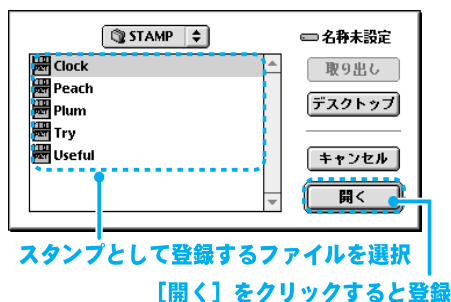 STAMP
名称未設定
Clock
Peach
Plum
Try
Useful
取り出し
デスクトップ
キャンセル
開く
スタンプとして登録するファイルを選択
［開く］をクリックすると登録